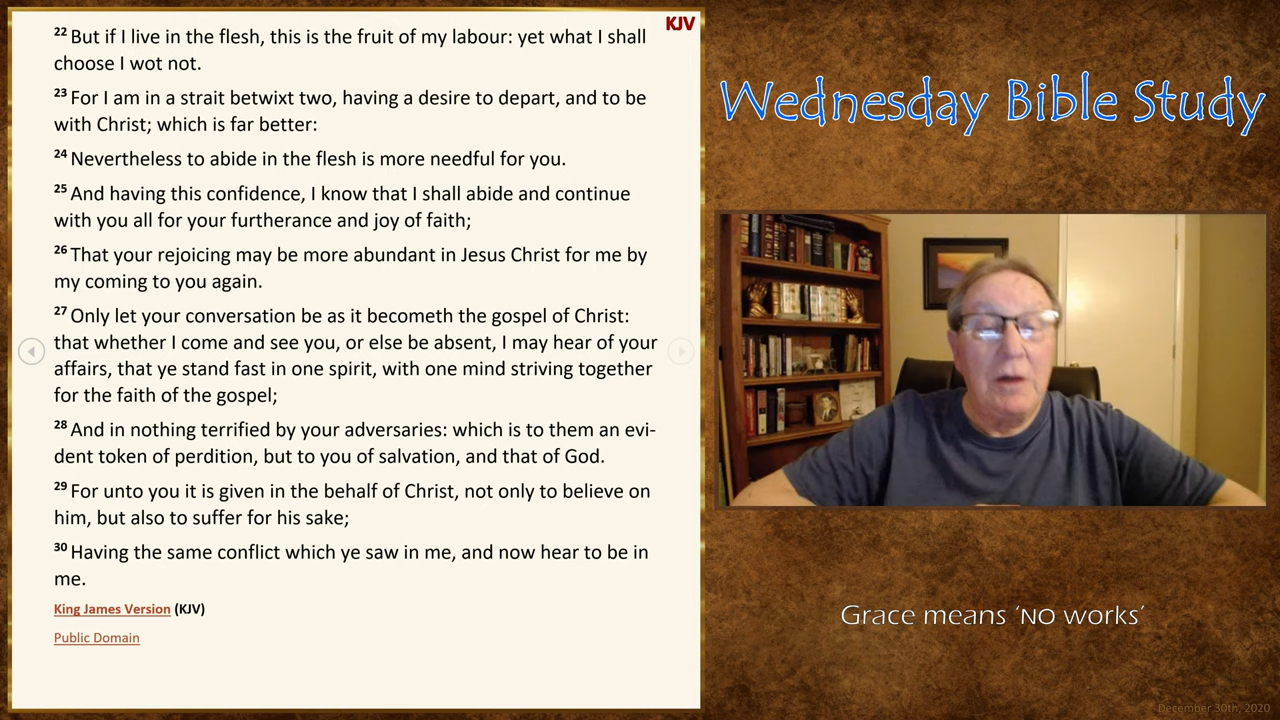 KJV
22 But if I live in the flesh, this is the fruit of my labour: yet what I shall
choose I wot not.
23 For I am in a strait betwixt two, having a desire to depart, and to be
with Christ; which is far better:
24 Nevertheless to abide in the flesh is more needful for you.
25 And having this confidence, I know that I shall abide and continue
with you all for your furtherance and joy of faith;
26 That your rejoicing may be more abundant in Jesus Christ for me by
my coming to you again.
27 Only let your conversation be as it becometh the gospel of Christ:
that whether I come and see you, or else be absent, I may hear of your
affairs, that ye stand fast in one spirit, with one mind striving together
for the faith of the gospel;
28 And in nothing terrified by your adversaries: which is to them an evi-
dent token of perdition, but to you of salvation, and that of God.
29 For unto you it is given in the behalf of Christ, not only to believe on
him, but also to suffer for his sake;
30 Having the same conflict which ye saw in me, and now hear to be in
me.
King James Version (KJV)
Public Domain
Wednesday Bible Study
Grace means ‘NO works’
December 30th, 2020